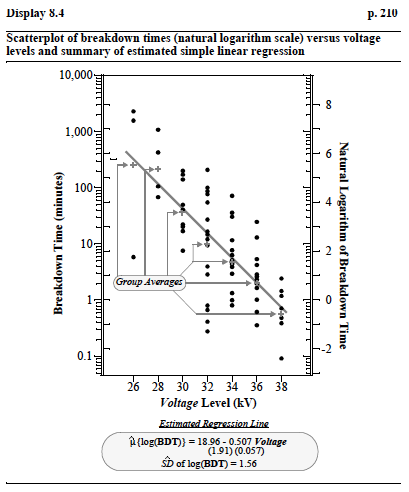 Display 8.4 p. 210
Scatterplot of breakdown times (natural logarithm scale) versus voltage
levels and summary of estimated simple linear regression
Breakdown Time (minutes)
10,000
1,000
100
10
1
0.1
8
6
4
2
0
-2
Natural Logarithm of Breakdown Time
Group Averages
26 28 30 32 34 36 38
Voltage Level (kV)
Estimated Regression Line
μ̂ {log(BDT)} = 18.96 - 0.507 Voltage
(1.91) (0.057)
SD̂ of log(BDT) = 1.56